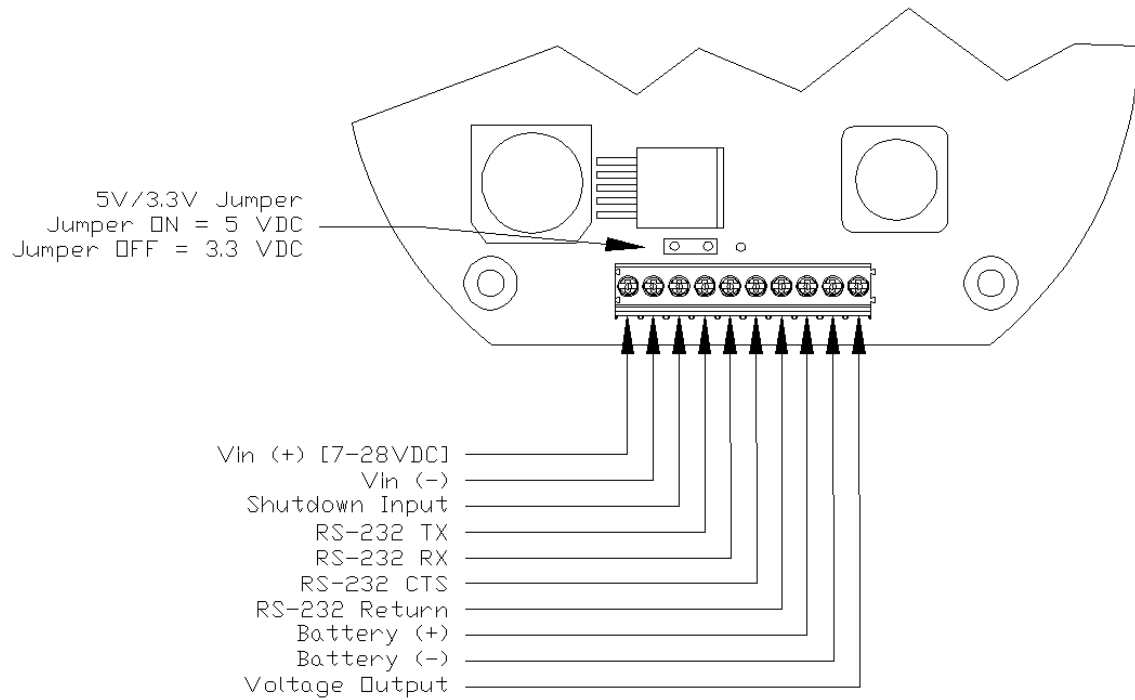 5V/3.3V Jumper
Jumper ON = 5 VDC
Jumper OFF = 3.3 VDC
Vin (+) [7-28VDC]
Vin (-)
Shutdown Input
RS-232 TX
RS-232 RX
RS-232 CTS
RS-232 Return
Battery (+)
Battery (-)
Voltage Output